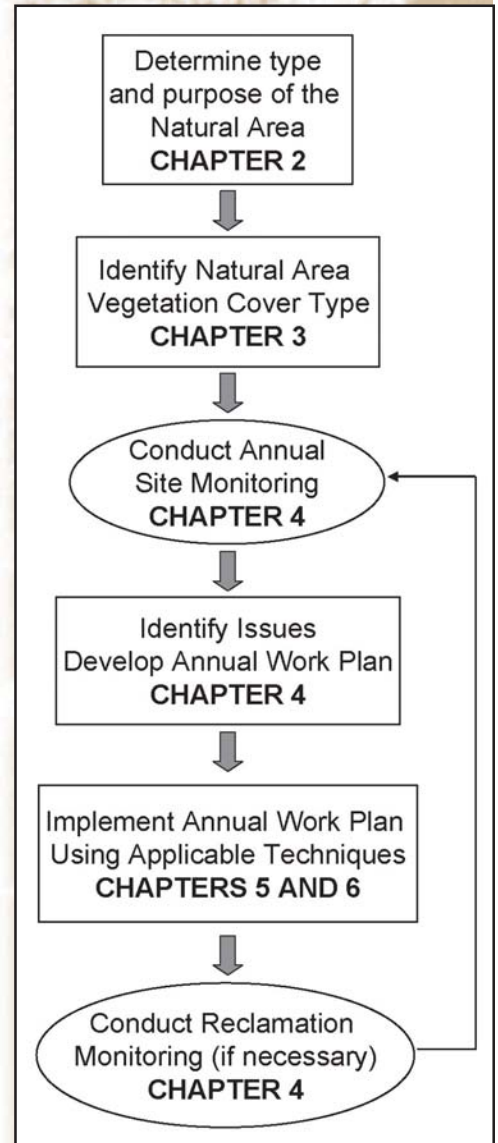 Determine type
and purpose of the
Natural Area
CHAPTER 2
Identify Natural Area
Vegetation Cover Type
CHAPTER 3
Conduct Annual
Site Monitoring
CHAPTER 4
Identify Issues
Develop Annual Work Plan
CHAPTER 4
Implement Annual Work Plan
Using Applicable Techniques
CHAPTERS 5 AND 6
Conduct Reclamation
Monitoring (if necessary)
CHAPTER 4